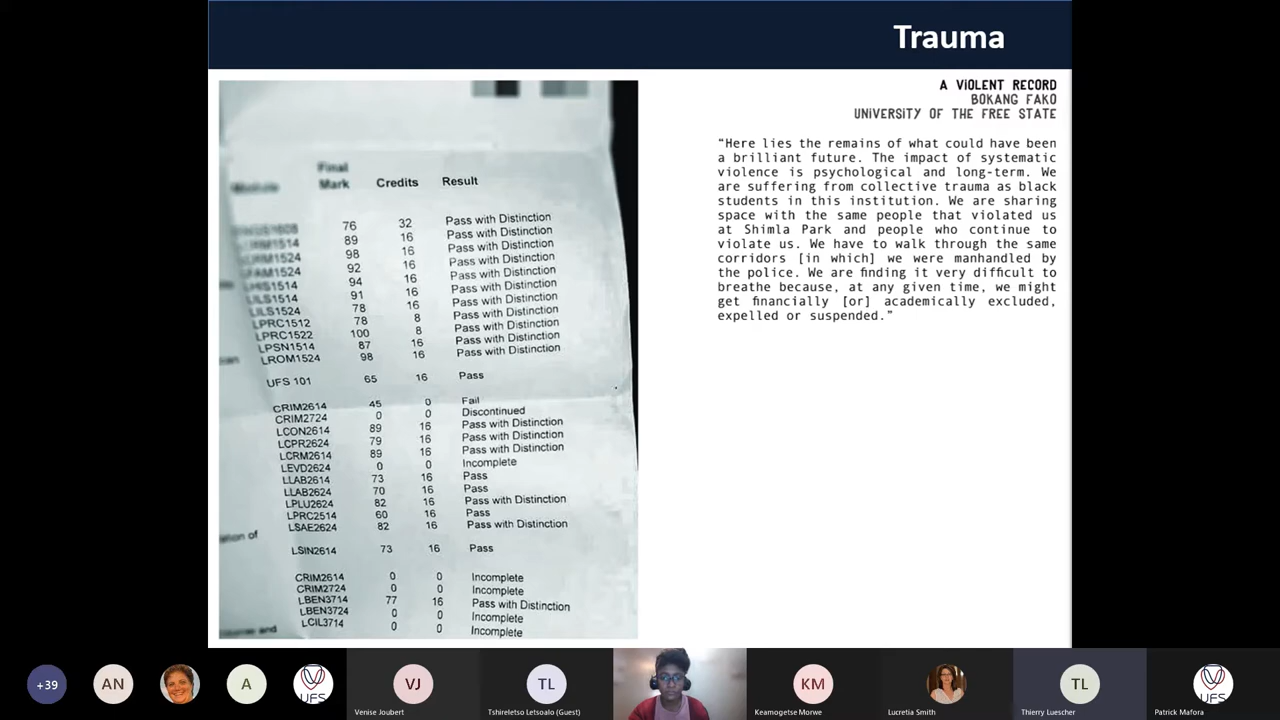 Trauma
A VIOLENT RECORD
BOKANG FAKO
UNIVERSITY OF THE FREE STATE
“Here lies the remains of what could have been
a brilliant future. The impact of systematic
violence is psychological and long-term. We
are suffering from collective trauma as black
students in this institution. We are sharing
space with the same people that violated us
at Shimla Park and people who continue to
violate us. We have to walk through the same
corridors [in which] we were manhandled by
the police. We are finding it very difficult to
breathe because, at any given time, we might
get financially [or] academically excluded,
expelled or suspended.”
Final
Module Mark Credits Result
76 32 Pass with Distinction
89 16 Pass with Distinction
98 16 Pass with Distinction
92 16 Pass with Distinction
94 16 Pass with Distinction
LILS1514 91 16 Pass with Distinction
LILS1524 78 16 Pass with Distinction
LPRC1512 78 8 Pass with Distinction
LPRC1522 100 8 Pass with Distinction
LPSN1514 87 16 Pass with Distinction
LROM1524 98 16 Pass with Distinction
UFS 101 65 16 Pass
CRIM2614 45 0 Fail
CRIM2724 0 0 Discontinued
LCON2614 89 16 Pass with Distinction
LCPR2624 79 16 Pass with Distinction
LCRM2614 89 16 Pass with Distinction
LEVD2624 0 0 Incomplete
LLAB2614 73 16 Pass
LLAB2624 70 16 Pass
LPLU2624 82 16 Pass with Distinction
LPRC2514 60 16 Pass
LSAE2624 82 16 Pass with Distinction
LSIN2614 73 16 Pass
CRIM2614 0 0 Incomplete
CRIM2724 0 0 Incomplete
LBEN3714 77 16 Pass with Distinction
LBEN3724 0 0 Incomplete
LCIL3714 0 0 Incomplete
+39
AN
A
UFS
VJ
Venise Joubert
TL
Tshireletso Letsoalo (Guest)
KM
Keamogetse Morwe
Lucretia Smith
TL
Thierry Luescher
UFS
Patrick Mafora